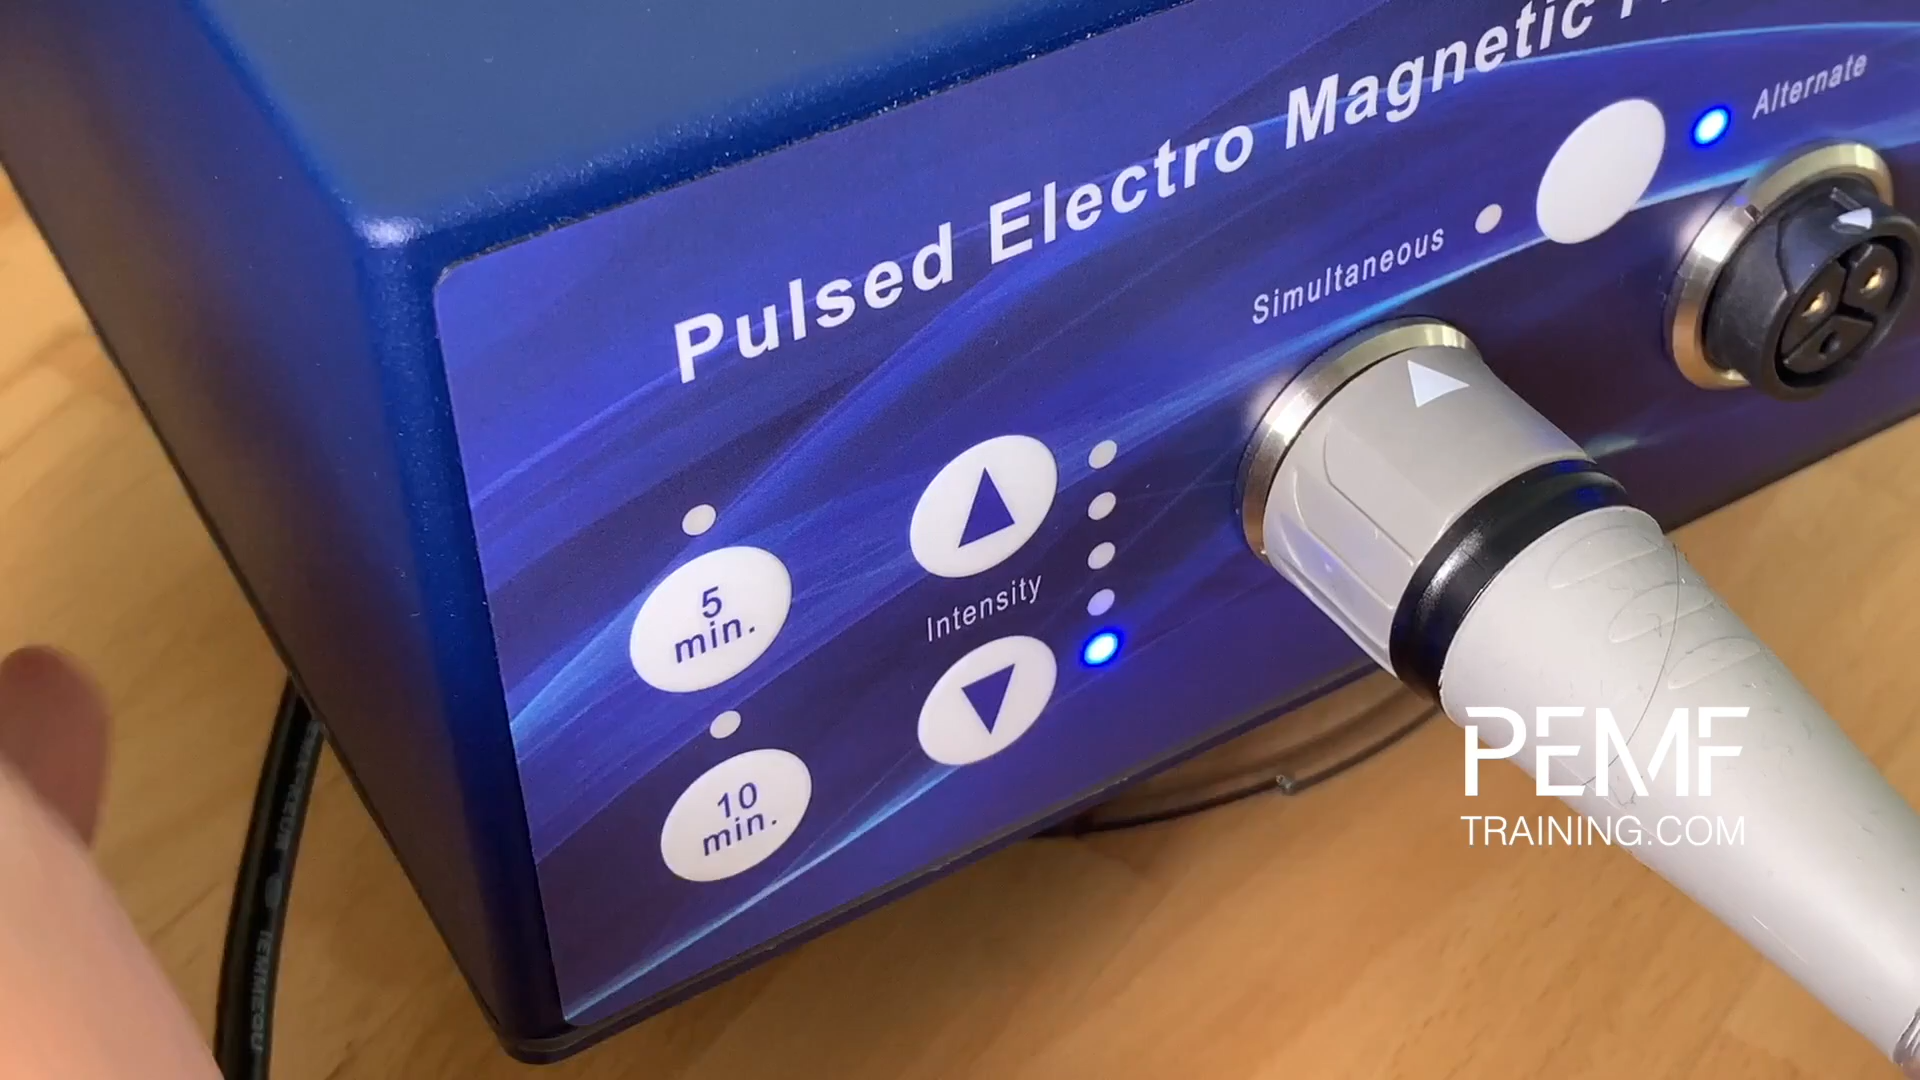 Pulsed Electro Magnetic
Alternate
Simultaneous
Intensity
5
min.
10
min.
PEMF
TRAINING.COM